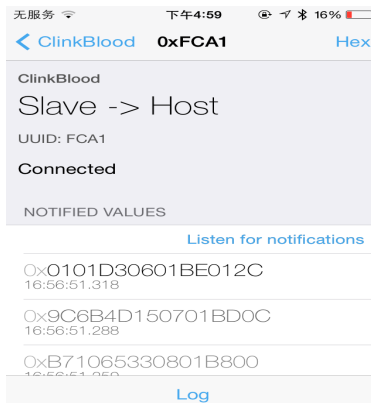 无服务 下午4:59 16%
ClinkBlood 0xFCA1 Hex
ClinkBlood
Slave -> Host
UUID: FCA1
Connected
NOTIFIED VALUES
Listen for notifications
0x0101D30601BE012C
16:56:51.318
0x9C6B4D150701BD0C
16:56:51.288
0xB71065330801B800
Log